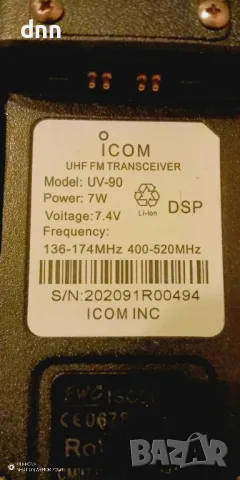 dnn
iCOM
UHF FM TRANSCEIVER
Model: UV-90
Power: 7W
Voltage: 7.4V
Li-ion
DSP
Frequency:
136-174MHz 400-520MHz
S/N:202091R00494
ICOM INC
CE0678
BAZAR